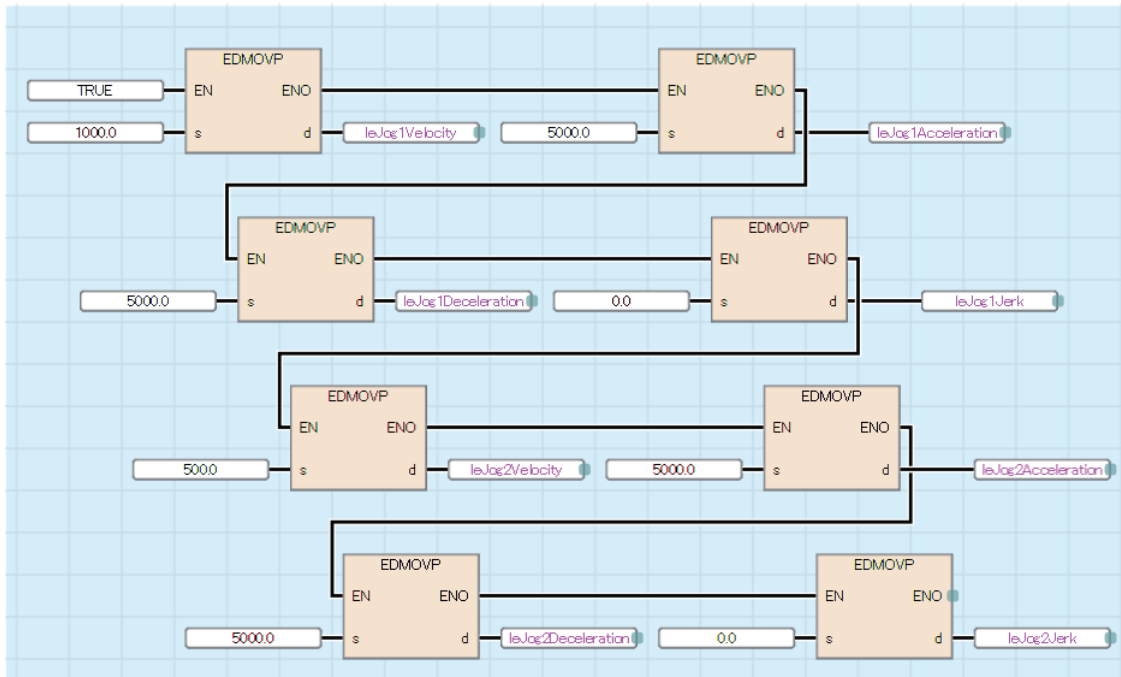 EDMOVP EDMOVP
TRUE EN ENO EN ENO
1000.0 s d leJog1Velocity 5000.0 s d leJog1Acceleration
EDMOVP EDMOVP
EN ENO EN ENO
5000.0 s d leJog1Deceleration 0.0 s d leJog1Jerk
EDMOVP EDMOVP
EN ENO EN ENO
500.0 s d leJog2Velocity 5000.0 s d leJog2Acceleration
EDMOVP EDMOVP
EN ENO EN ENO
5000.0 s d leJog2Deceleration 0.0 s d leJog2Jerk